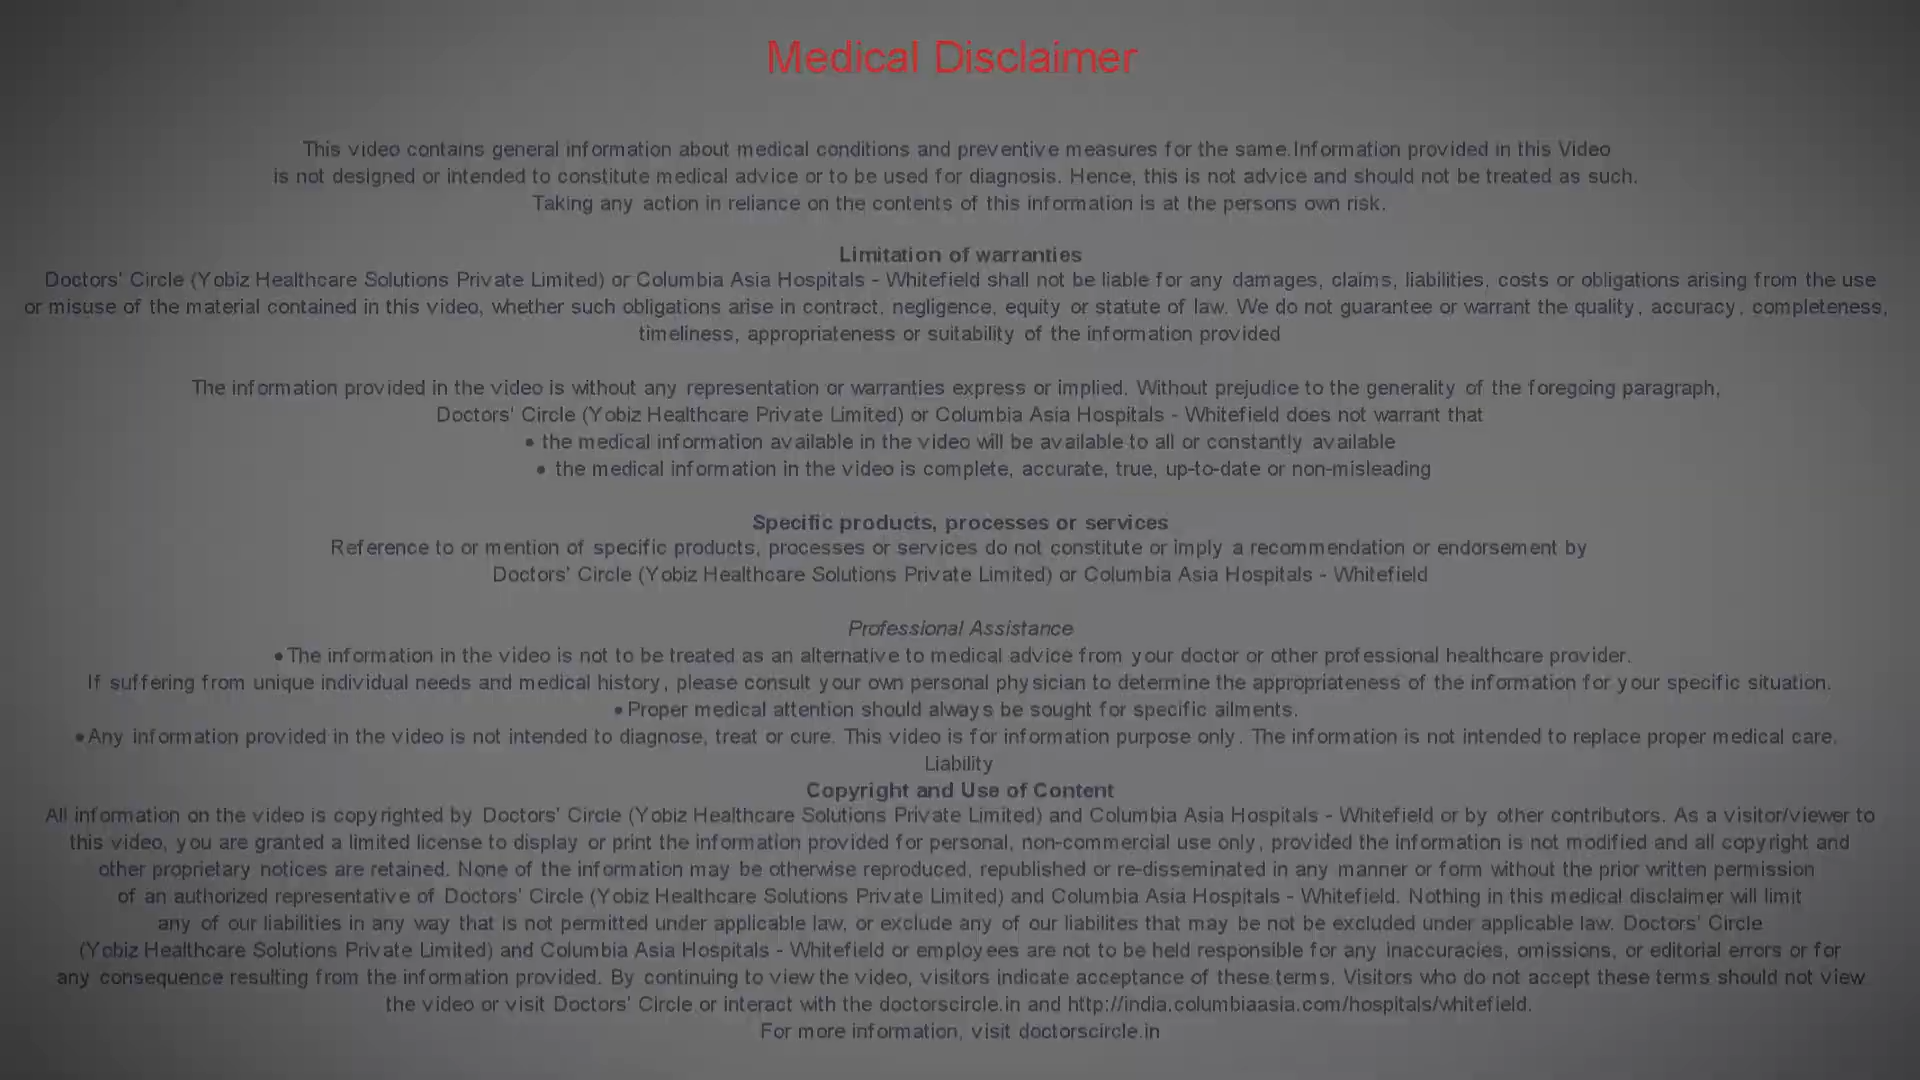 Medical Disclaimer
This video contains general information about medical conditions and preventive measures for the same.Information provided in this Video
is not designed or intended to constitute medical advice or to be used for diagnosis. Hence, this is not advice and should not be treated as such.
Taking any action in reliance on the contents of this information is at the persons own risk.
Limitation of warranties
Doctors' Circle (Yobiz Healthcare Solutions Private Limited) or Columbia Asia Hospitals - Whitefield shall not be liable for any damages, claims, liabilities, costs or obligations arising from the use
or misuse of the material contained in this video, whether such obligations arise in contract, negligence, equity or statute of law. We do not guarantee or warrant the quality, accuracy, completeness,
timeliness, appropriateness or suitability of the information provided
The information provided in the video is without any representation or warranties express or implied. Without prejudice to the generality of the foregoing paragraph,
Doctors' Circle (Yobiz Healthcare Private Limited) or Columbia Asia Hospitals - Whitefield does not warrant that
• the medical information available in the video will be available to all or constantly available
• the medical information in the video is complete, accurate, true, up-to-date or non-misleading
Specific products, processes or services
Reference to or mention of specific products, processes or services do not constitute or imply a recommendation or endorsement by
Doctors' Circle (Yobiz Healthcare Solutions Private Limited) or Columbia Asia Hospitals - Whitefield
Professional Assistance
• The information in the video is not to be treated as an alternative to medical advice from your doctor or other professional healthcare provider.
If suffering from unique individual needs and medical history, please consult your own personal physician to determine the appropriateness of the information for your specific situation.
• Proper medical attention should always be sought for specific ailments.
• Any information provided in the video is not intended to diagnose, treat or cure. This video is for information purpose only. The information is not intended to replace proper medical care.
Liability
Copyright and Use of Content
All information on the video is copyrighted by Doctors' Circle (Yobiz Healthcare Solutions Private Limited) and Columbia Asia Hospitals - Whitefield or by other contributors. As a visitor/viewer to
this video, you are granted a limited license to display or print the information provided for personal, non-commercial use only, provided the information is not modified and all copyright and
other proprietary notices are retained. None of the information may be otherwise reproduced, republished or re-disseminated in any manner or form without the prior written permission
of an authorized representative of Doctors' Circle (Yobiz Healthcare Solutions Private Limited) and Columbia Asia Hospitals - Whitefield. Nothing in this medical disclaimer will limit
any of our liabilities in any way that is not permitted under applicable law, or exclude any of our liabilites that may be not be excluded under applicable law. Doctors' Circle
(Yobiz Healthcare Solutions Private Limited) and Columbia Asia Hospitals - Whitefield or employees are not to be held responsible for any inaccuracies, omissions, or editorial errors or for
any consequence resulting from the information provided. By continuing to view the video, visitors indicate acceptance of these terms. Visitors who do not accept these terms should not view
the video or visit Doctors' Circle or interact with the doctorscircle.in and http://india.columbiaasia.com/hospitals/whitefield.
For more information, visit doctorscircle.in